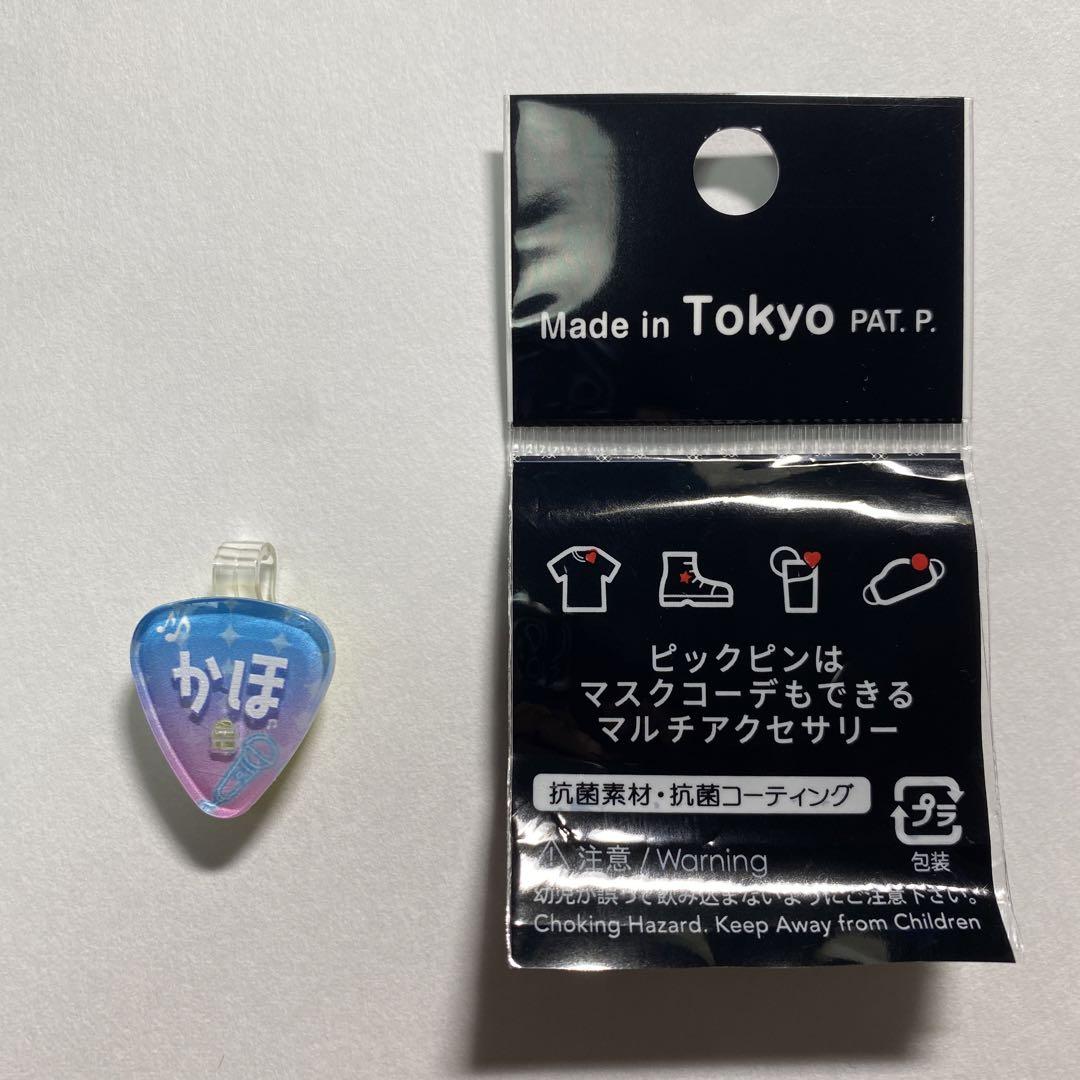 かほ
Made in Tokyo PAT. P.
ピックピンは
マスクコーデもできる
マルチアクセサリー
抗菌素材・抗菌コーティング
プラ
包装
注意 / Warning
幼児が誤って飲み込まないようにご注意下さい。
Choking Hazard. Keep Away from Children